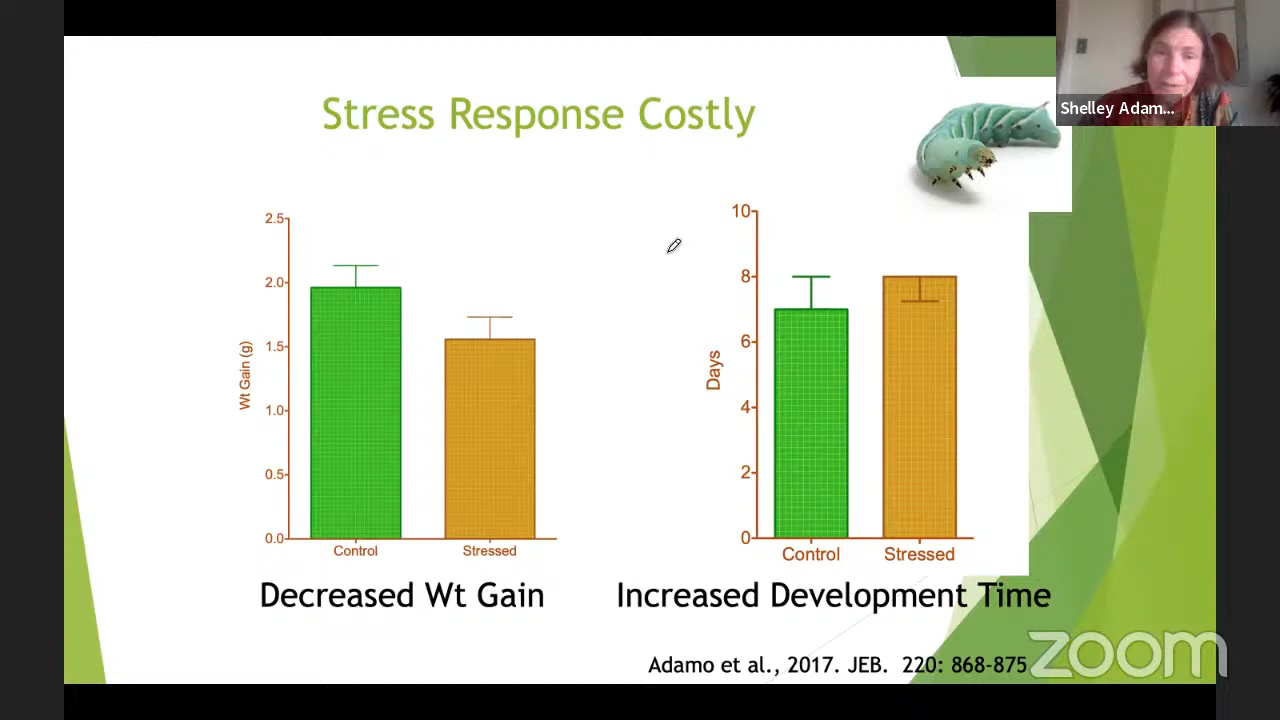 Shelley Adam...
Stress Response Costly
2.5
2.0
1.5
1.0
0.5
0.0
Wt Gain (g)
Control Stressed
Decreased Wt Gain
10
8
6
4
2
0
Days
Control Stressed
Increased Development Time
Adamo et al., 2017. JEB. 220: 868-875
zoom